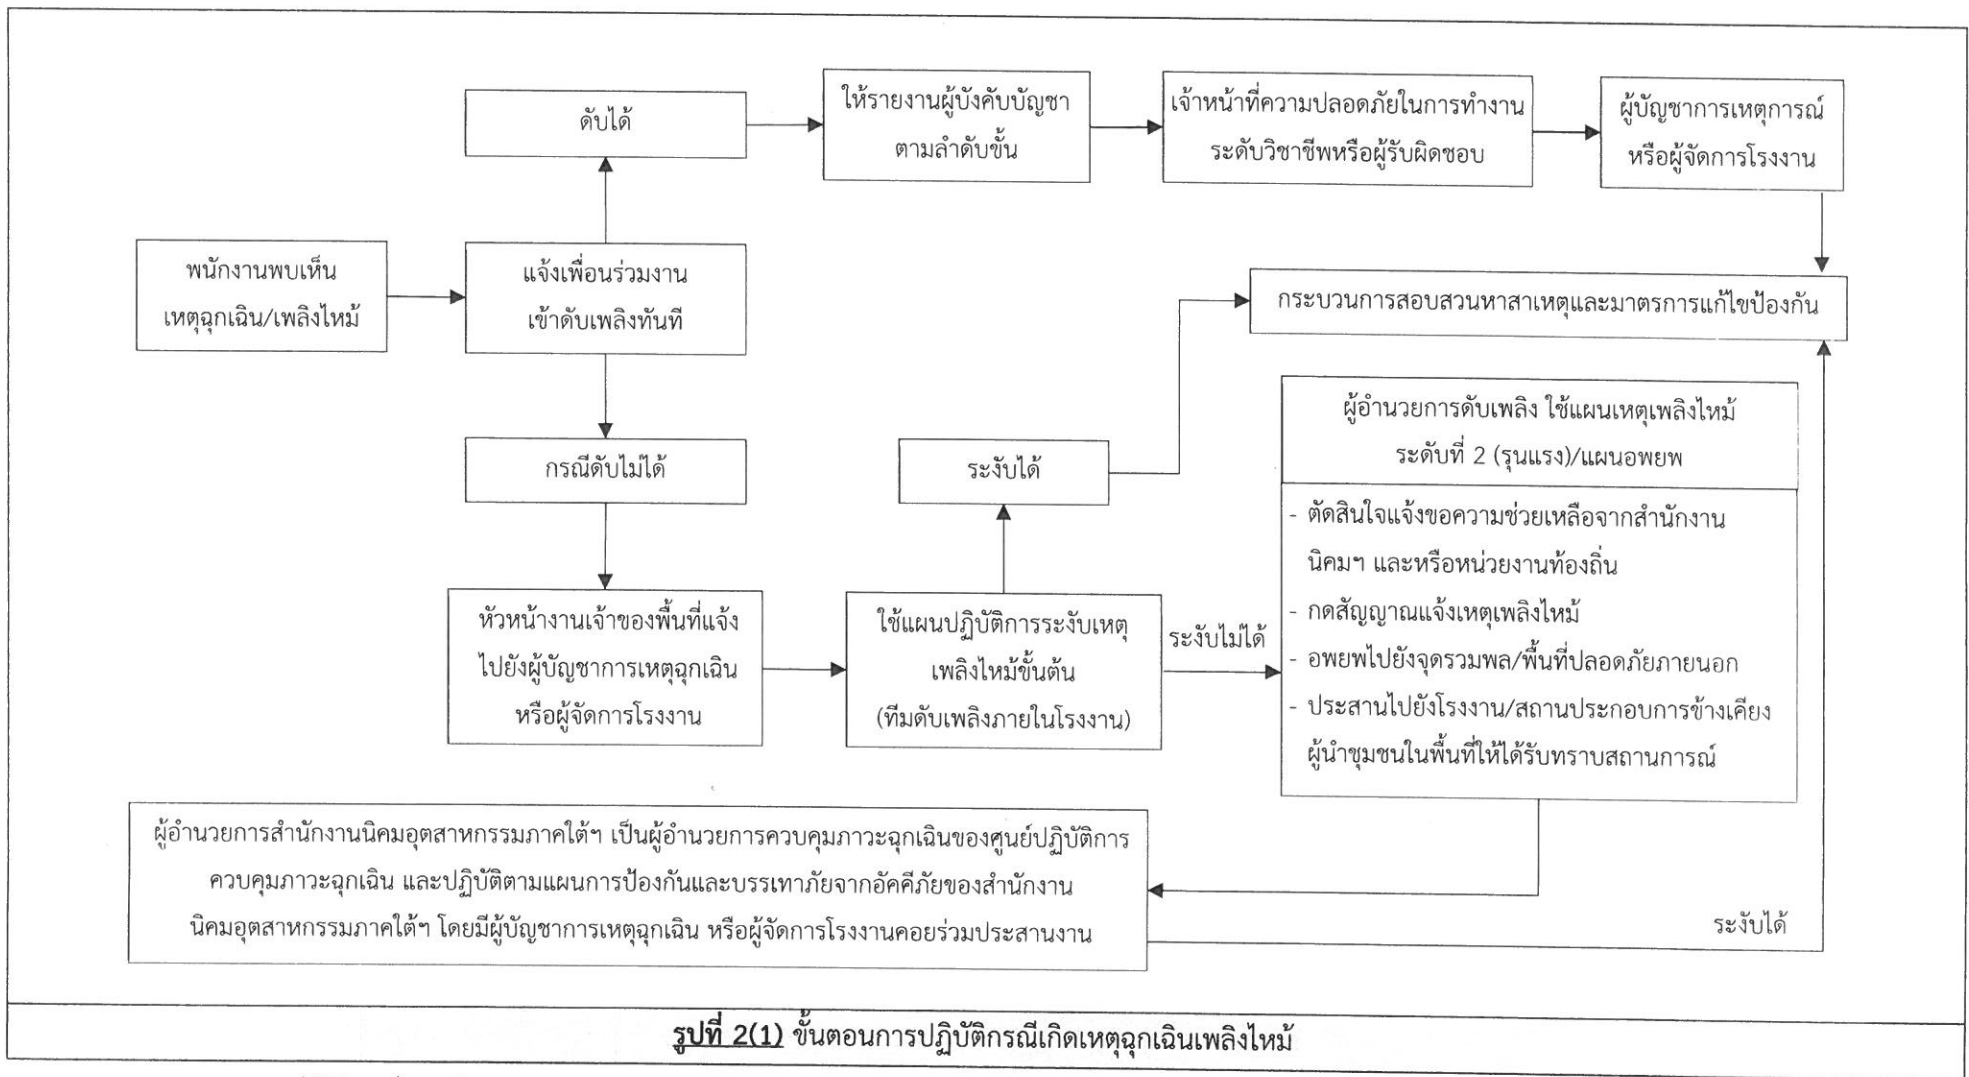 ดับได้
ให้รายงานผู้บังคับบัญชา
ตามลำดับขั้น
เจ้าหน้าที่ความปลอดภัยในการทำงาน
ระดับวิชาชีพหรือผู้รับผิดชอบ
ผู้บัญชาการเหตุการณ์
หรือผู้จัดการโรงงาน
พนักงานพบเห็น
เหตุฉุกเฉิน/เพลิงไหม้
แจ้งเพื่อนร่วมงาน
เข้าดับเพลิงทันที
กระบวนการสอบสวนหาสาเหตุและมาตรการแก้ไขป้องกัน
กรณีดับไม่ได้
ระงับได้
ผู้อำนวยการดับเพลิง ใช้แผนเหตุเพลิงไหม้
ระดับที่ 2 (รุนแรง)/แผนอพยพ
- ตัดสินใจแจ้งขอความช่วยเหลือจากสำนักงาน
นิคมฯ และหรือหน่วยงานท้องถิ่น
- กดสัญญาณแจ้งเหตุเพลิงไหม้
- อพยพไปยังจุดรวมพล/พื้นที่ปลอดภัยภายนอก
- ประสานไปยังโรงงาน/สถานประกอบการข้างเคียง
ผู้นำชุมชนในพื้นที่ให้ได้รับทราบสถานการณ์
หัวหน้างานเจ้าของพื้นที่แจ้ง
ไปยังผู้บัญชาการเหตุฉุกเฉิน
หรือผู้จัดการโรงงาน
ใช้แผนปฏิบัติการระงับเหตุ
เพลิงไหม้ขั้นต้น
(ทีมดับเพลิงภายในโรงงาน)
ระงับไม่ได้
ผู้อำนวยการสำนักงานนิคมอุตสาหกรรมภาคใต้ฯ เป็นผู้อำนวยการควบคุมภาวะฉุกเฉินของศูนย์ปฏิบัติการ
ควบคุมภาวะฉุกเฉิน และปฏิบัติตามแผนการป้องกันและบรรเทาภัยจากอัคคีภัยของสำนักงาน
นิคมอุตสาหกรรมภาคใต้ฯ โดยมีผู้บัญชาการเหตุฉุกเฉิน หรือผู้จัดการโรงงานคอยร่วมประสานงาน
ระงับได้
รูปที่ 2(1) ขั้นตอนการปฏิบัติกรณีเกิดเหตุฉุกเฉินเพลิงไหม้